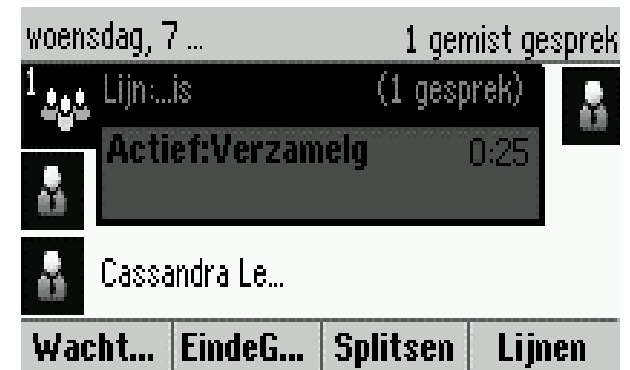 woensdag, 7 ... 1 gemist gesprek
1 Lijn:...is (1 gesprek)
Actief:Verzamelg 0:25
Cassandra Le...
Wacht... EindeG... Splitsen Lijnen